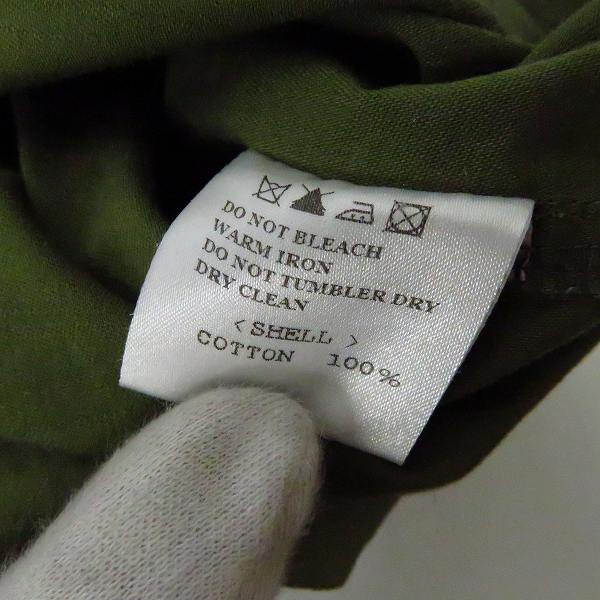 DO NOT BLEACH
WARM IRON
DO NOT TUMBLER DRY
DRY CLEAN
< SHELL >
COTTON 100%